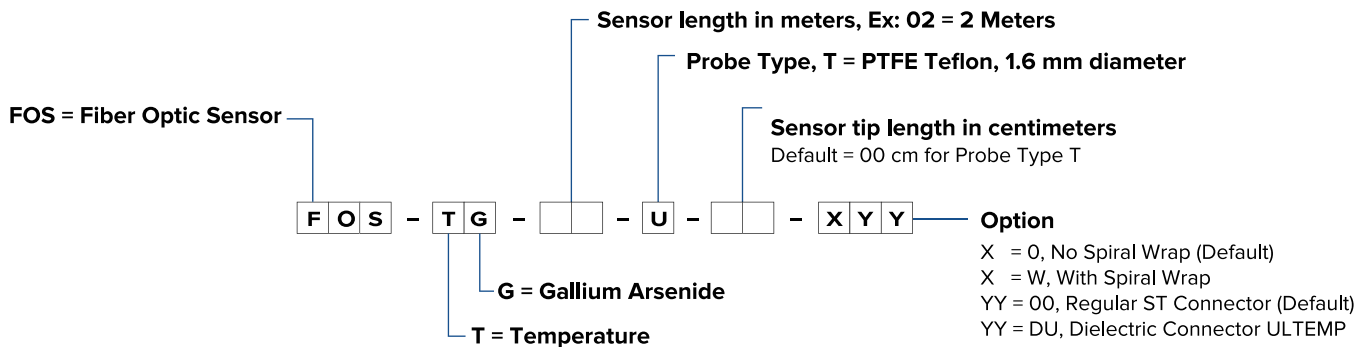 Sensor length in meters, Ex: 02 = 2 Meters
Probe Type, T = PTFE Teflon, 1.6 mm diameter
FOS = Fiber Optic Sensor
Sensor tip length in centimeters
Default = 00 cm for Probe Type T
F O S - T G - - U - - X Y Y
Option
X = 0, No Spiral Wrap (Default)
X = W, With Spiral Wrap
YY = 00, Regular ST Connector (Default)
YY = DU, Dielectric Connector ULTEMP
G = Gallium Arsenide
T = Temperature